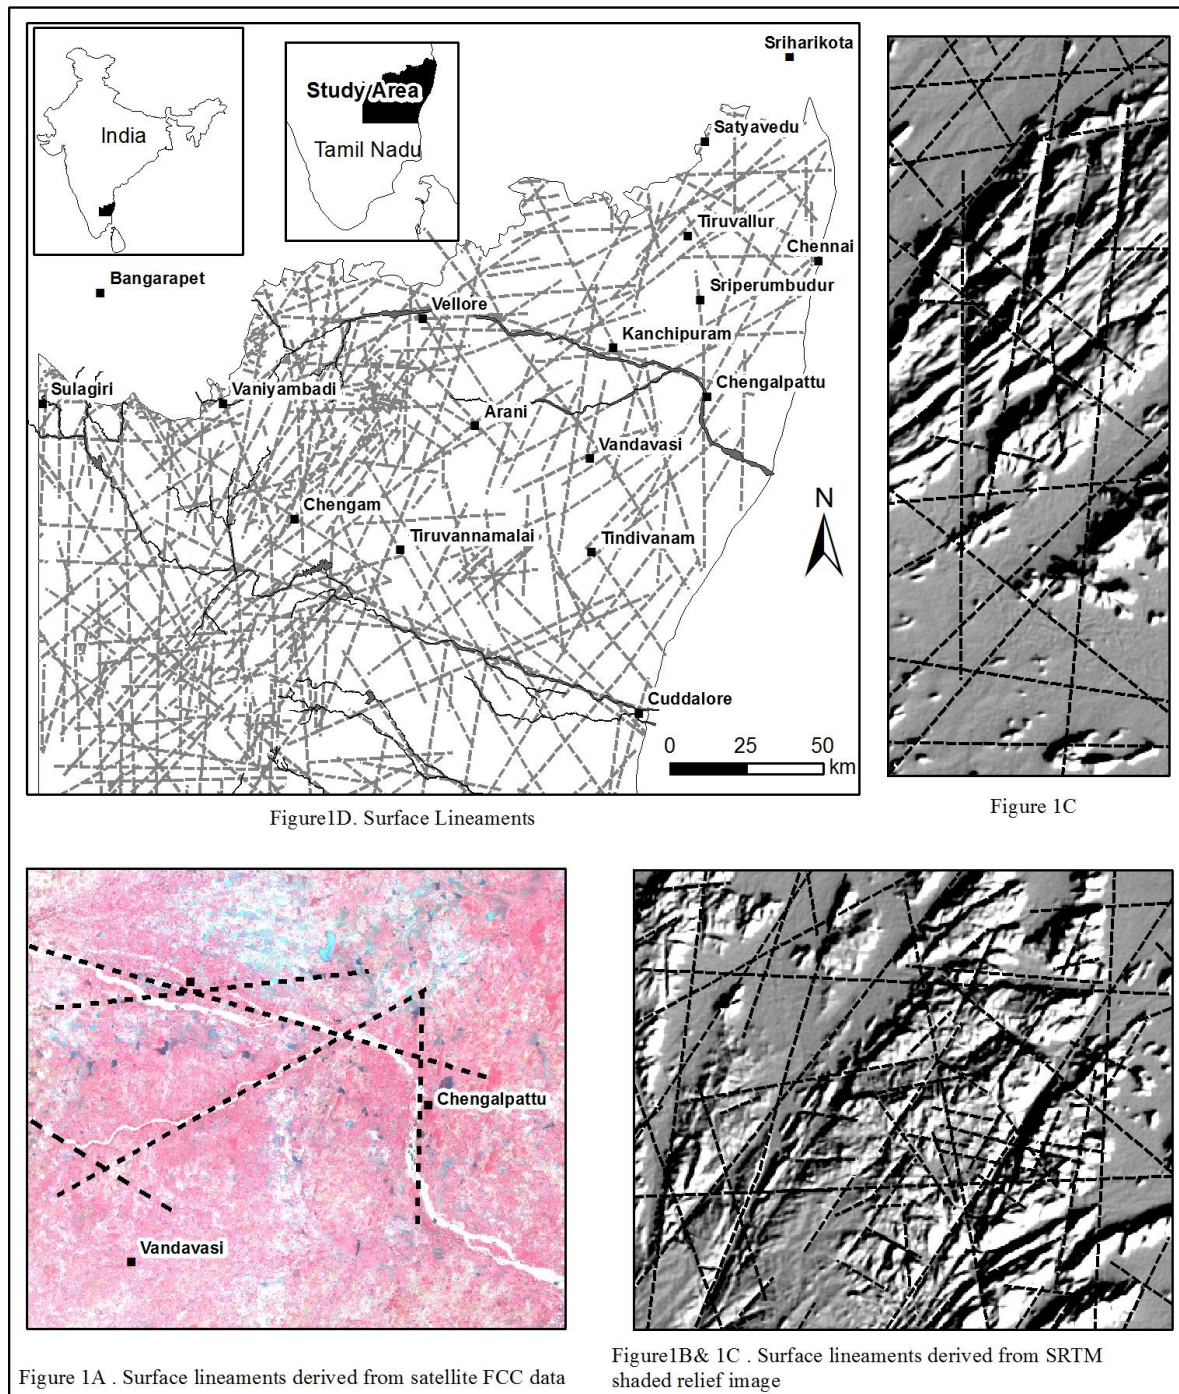 India
Study Area
Tamil Nadu
Sriharikota
Satyavedu
Tiruvallur
Chennai
Bangarapet
Sriperumbudur
Vellore
Kanchipuram
Sulagiri
Vaniyambadi
Chengalpattu
Arani
Vandavasi
Chengam
N
Tiruvannamalai
Tindivanam
Cuddalore
0 25 50
km
Figure1D. Surface Lineaments
Figure 1C
Chengalpattu
Vandavasi
Figure 1A . Surface lineaments derived from satellite FCC data
Figure1B& 1C . Surface lineaments derived from SRTM
shaded relief image